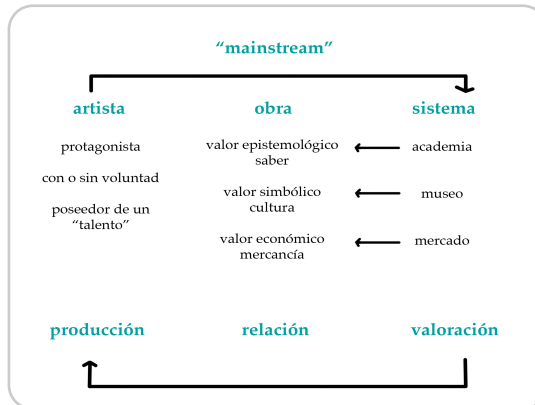 “mainstream”
artista
obra
sistema
protagonista
con o sin voluntad
poseedor de un
“talento”
valor epistemológico
saber
academia
valor simbólico
cultura
museo
valor económico
mercancía
mercado
producción
relación
valoración